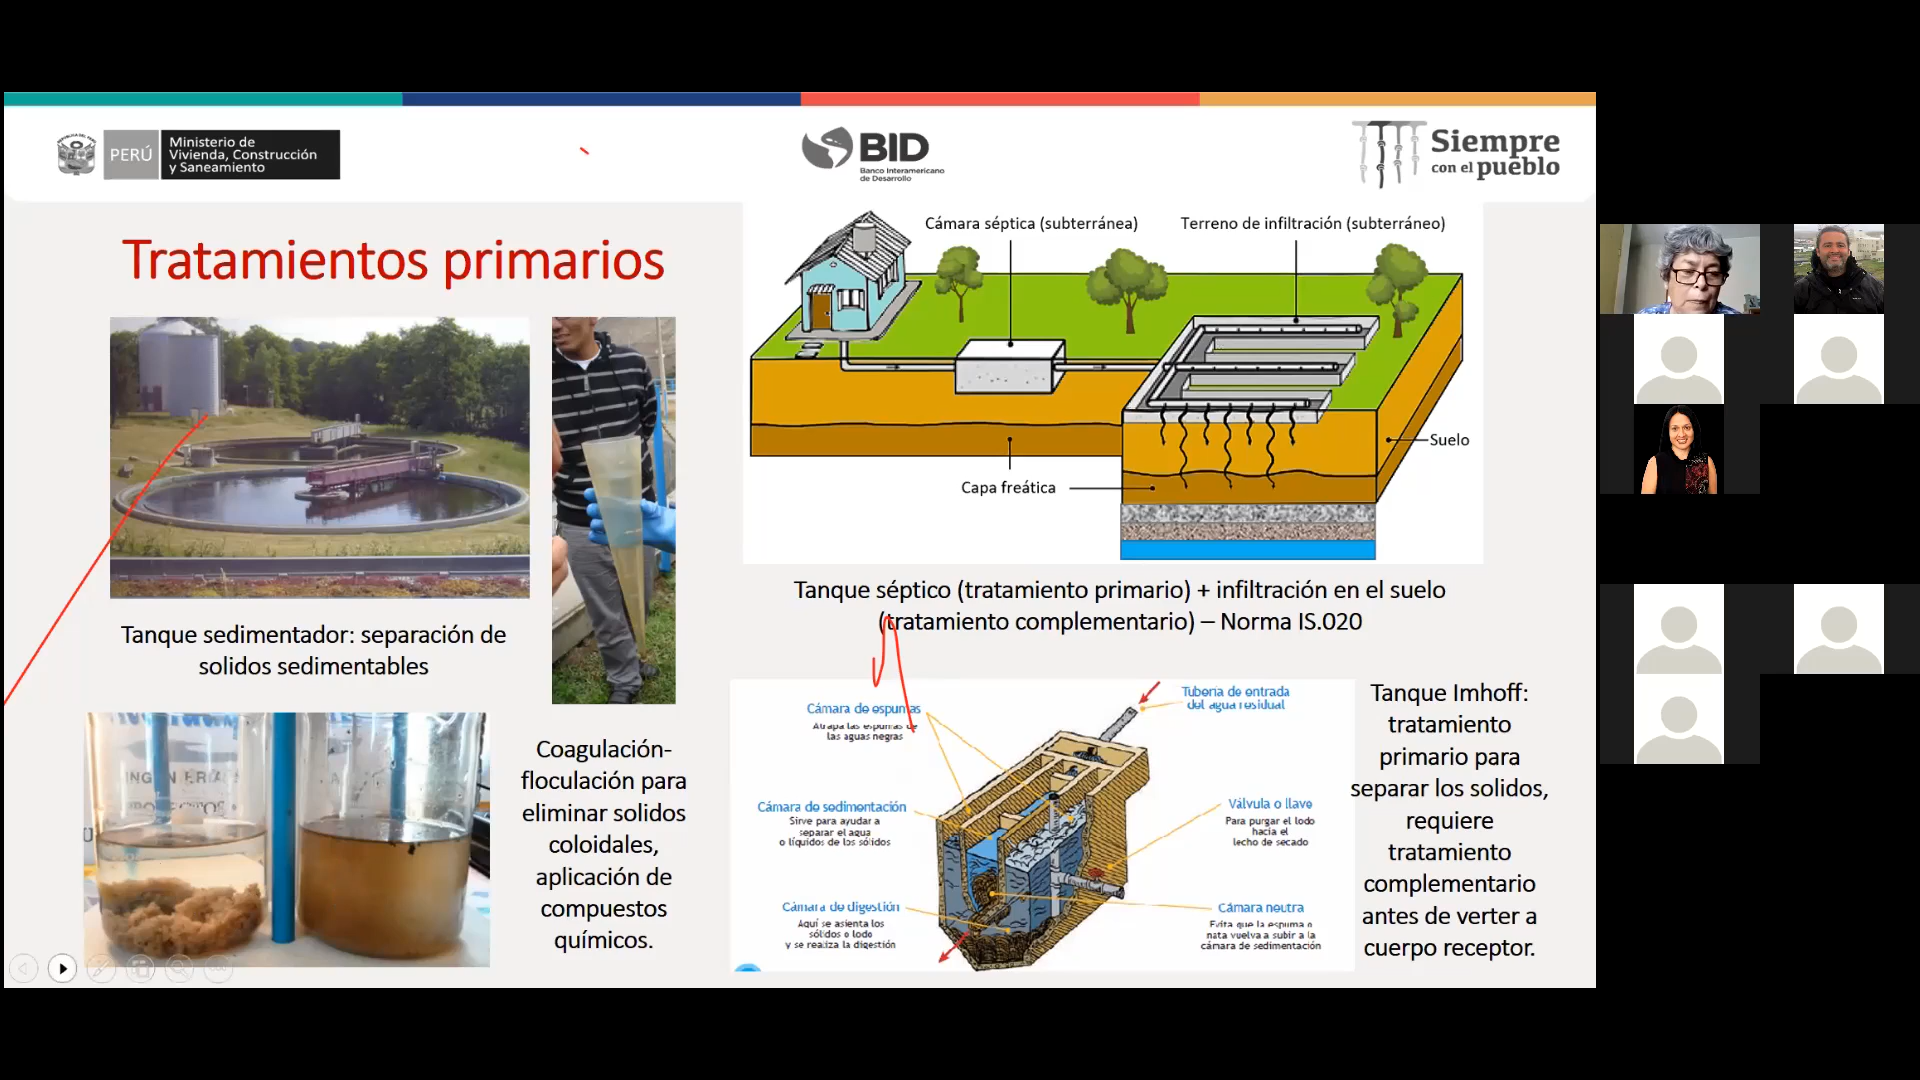 PERÚ
Ministerio de
Vivienda, Construcción
y Saneamiento
BID
Banco Interamericano
de Desarrollo
Siempre
con el pueblo
Tratamientos primarios
Cámara séptica (subterránea)
Terreno de infiltración (subterráneo)
Suelo
Capa freática
Tanque séptico (tratamiento primario) + infiltración en el suelo
(tratamiento complementario) – Norma IS.020
Tanque sedimentador: separación de
solidos sedimentables
Coagulación-
floculación para
eliminar solidos
coloidales,
aplicación de
compuestos
químicos.
Cámara de espumas
Atrapa las espumas de
las aguas negras
Tubería de entrada
del agua residual
Cámara de sedimentación
Sirve para ayudar a
separar el agua
o líquidos de los sólidos
Válvula o llave
Para purgar el lodo
hacia el
lecho de secado
Cámara de digestión
Aquí se asienta los
sólidos o lodo
y se realiza la digestión
Cámara neutra
Evita que la espuma o
nata vuelva a subir a la
cámara de sedimentación
Tanque Imhoff:
tratamiento
primario para
separar los solidos,
requiere
tratamiento
complementario
antes de verter a
cuerpo receptor.